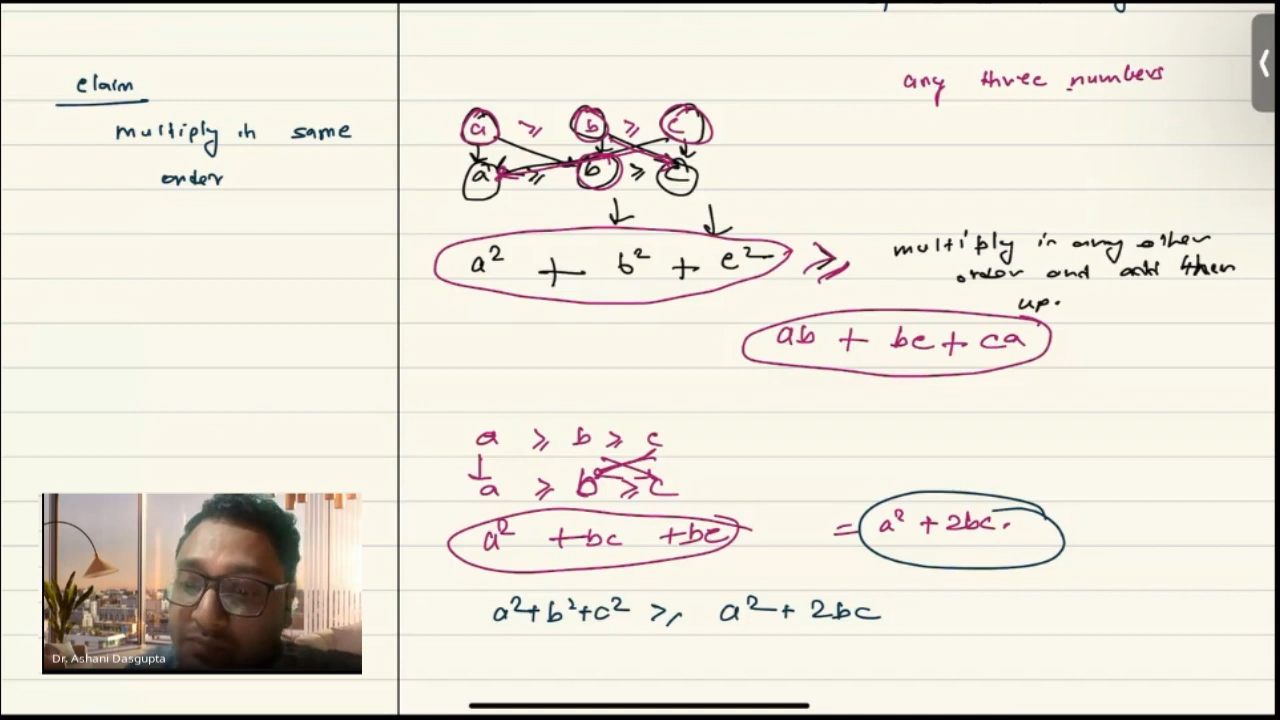 claim
multiply in same
order
any three numbers
a ≥ b ≥ c
a ≥ b ≥ c
a² + b² + c² ≥
multiply in any other
order and add them
up.
ab + bc + ca
a ≥ b ≥ c
a ≥ b ≥ c
a² + bc + bc = a² + 2bc.
a²+b²+c² ≥ a²+ 2bc
Dr. Ashani Dasgupta